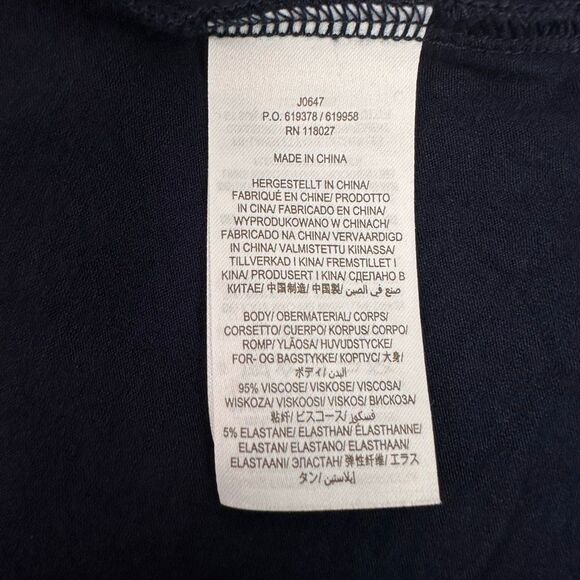 J0647
P.O. 619378 / 619958
RN 118027
MADE IN CHINA
HERGESTELLT IN CHINA/
FABRIQUÉ EN CHINE/ PRODOTTO
IN CINA/ FABRICADO EN CHINA/
WYPRODUKOWANO W CHINACH/
FABRICADO NA CHINA/ VERVAARDIGD
IN CHINA/ VALMISTETTU KIINASSA/
TILLVERKAD I KINA/ FREMSTILLET I
KINA/ PRODUSERT I KINA/ СДЕЛАНО В
КИТАЕ/ 中国制造/ 中国製/ صنع في الصين
BODY/ OBERMATERIAL/ CORPS/
CORSETTO/ CUERPO/ KORPUS/ CORPO/
ROMP/ YLÄOSA/ HUVUDSTYCKE/
FOR- OG BAGSTYKKE/ КОРПУС/ 大身/
ボディ/ البدن/
95% VISCOSE/ VISKOSE/ VISCOSA/
WISKOZA/ VISKOOSI/ VISKOS/ ВИСКОЗА/
粘纤/ ビスコース/ فسكوز/
5% ELASTANE/ ELASTHAN/ ÉLASTHANNE/
ELASTAN/ ELASTANO/ ELASTHAAN/
ELASTAANI/ ЭЛАСТАН/ 弹性纤维/ エラス
タン/ إيلاستين/